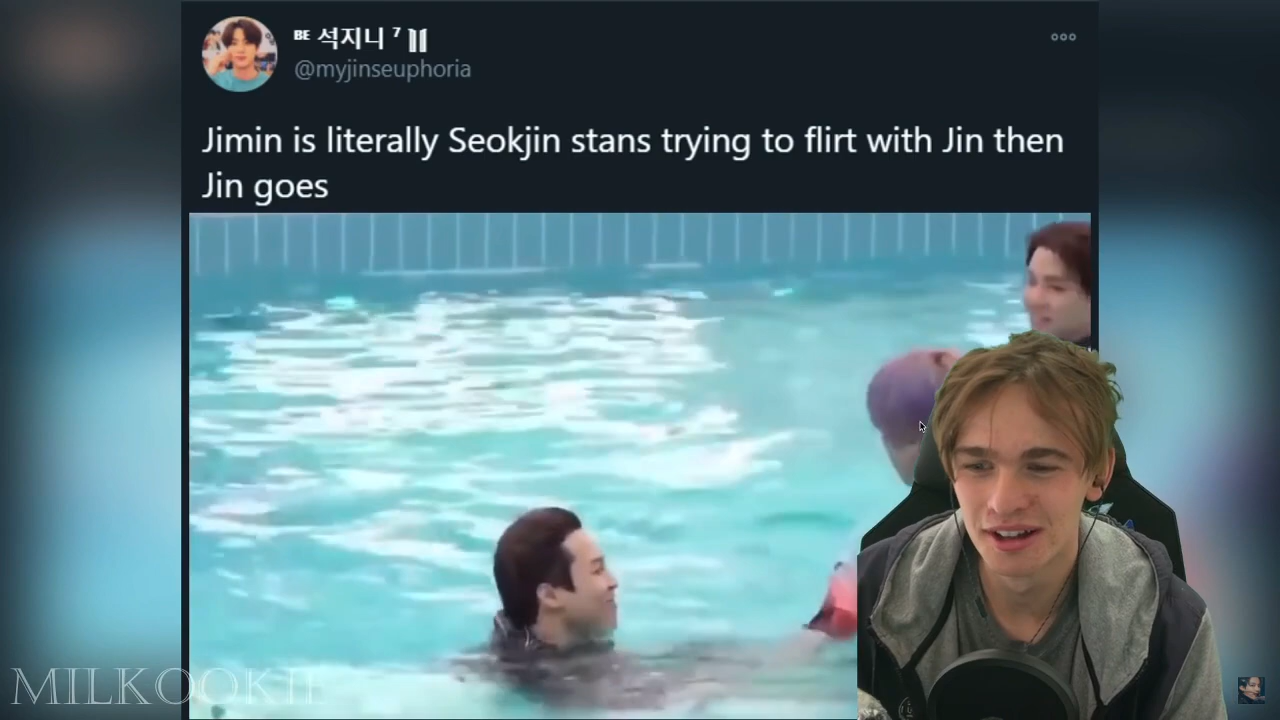 BE 석지니 ⁷
@myjinseuphoria
Jimin is literally Seokjin stans trying to flirt with Jin then
Jin goes
MILKOOKIE